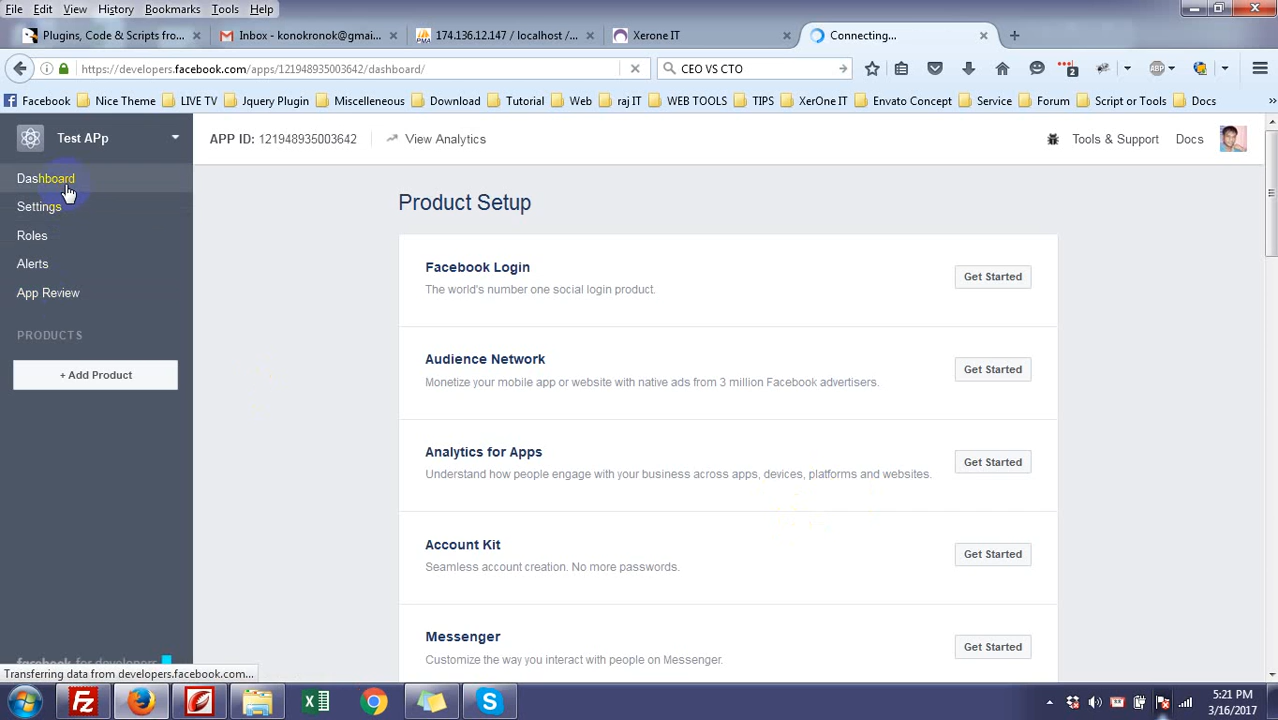 File Edit View History Bookmarks Tools Help
Plugins, Code & Scripts fro... Inbox - konokronok@gmai... 174.136.12.147 / localhost /... Xerone IT Connecting...
https://developers.facebook.com/apps/121948935003642/dashboard/ CEO VS CTO 2 ABP
Facebook Nice Theme LIVE TV Jquery Plugin Miscelleneous Download Tutorial Web raj IT WEB TOOLS TIPS XerOne IT Envato Concept Service Forum Script or Tools Docs
Test APp APP ID: 121948935003642 View Analytics Tools & Support Docs
Dashboard
Settings
Roles
Alerts
App Review
PRODUCTS
+ Add Product
Product Setup
Facebook Login
The world's number one social login product.
Get Started
Audience Network
Monetize your mobile app or website with native ads from 3 million Facebook advertisers.
Get Started
Analytics for Apps
Understand how people engage with your business across apps, devices, platforms and websites.
Get Started
Account Kit
Seamless account creation. No more passwords.
Get Started
Messenger
Customize the way you interact with people on Messenger.
Get Started
facebook for developers
Transferring data from developers.facebook.com...
5:21 PM
3/16/2017